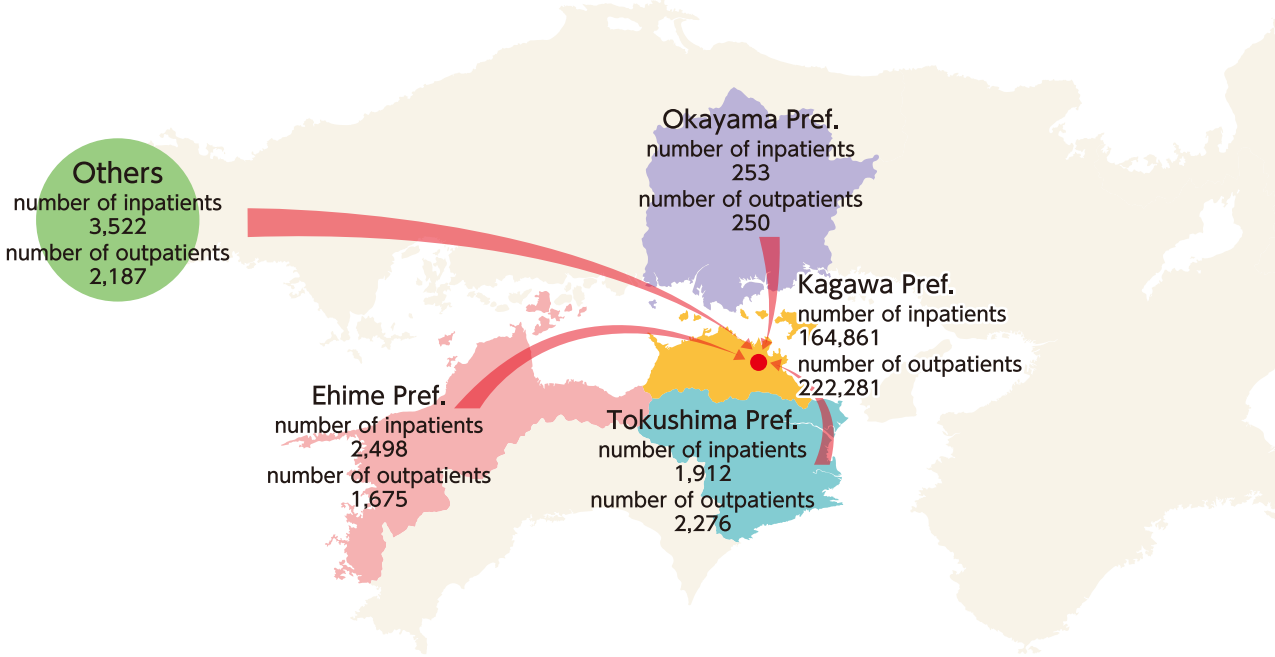 Others
number of inpatients
3,522
number of outpatients
2,187
Okayama Pref.
number of inpatients
253
number of outpatients
250
Kagawa Pref.
number of inpatients
164,861
number of outpatients
222,281
Ehime Pref.
number of inpatients
2,498
number of outpatients
1,675
Tokushima Pref.
number of inpatients
1,912
number of outpatients
2,276